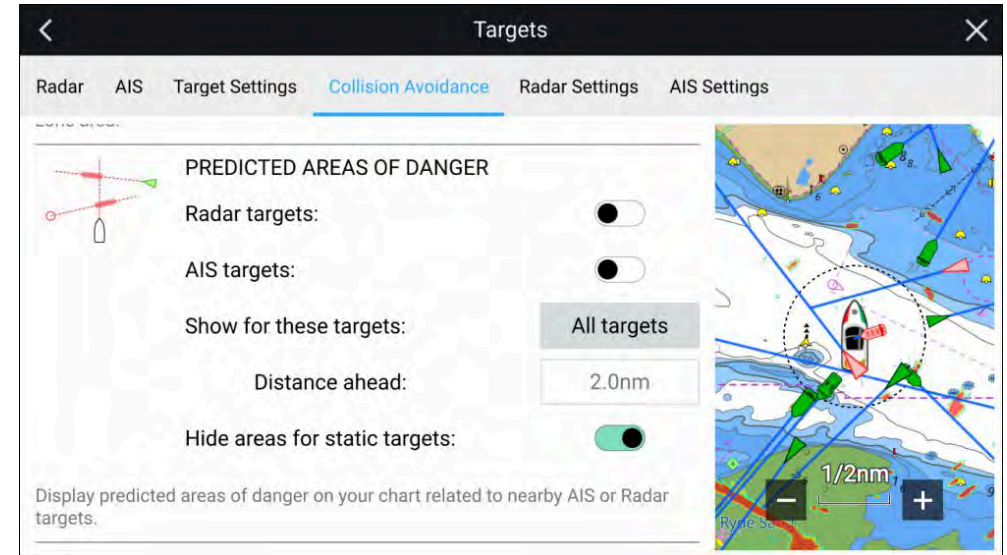 Targets
Radar AIS Target Settings Collision Avoidance Radar Settings AIS Settings
zone area.
PREDICTED AREAS OF DANGER
Radar targets:
AIS targets:
Show for these targets: All targets
Distance ahead: 2.0nm
Hide areas for static targets:
Display predicted areas of danger on your chart related to nearby AIS or Radar
targets.
1/2nm